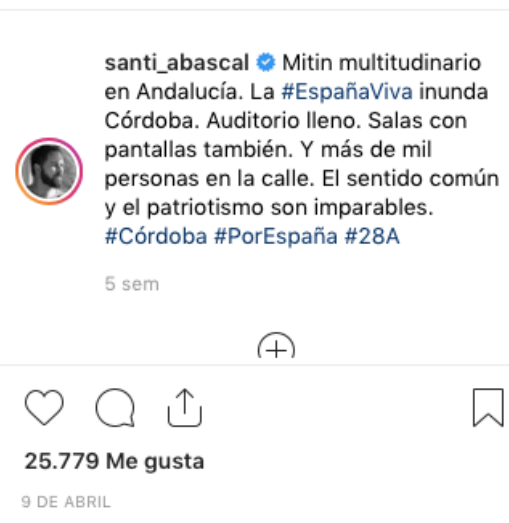 santi_abascal Mitin multitudinario
en Andalucía. La #EspañaViva inunda
Córdoba. Auditorio lleno. Salas con
pantallas también. Y más de mil
personas en la calle. El sentido común
y el patriotismo son imparables.
#Córdoba #PorEspaña #28A
5 sem
25.779 Me gusta
9 DE ABRIL